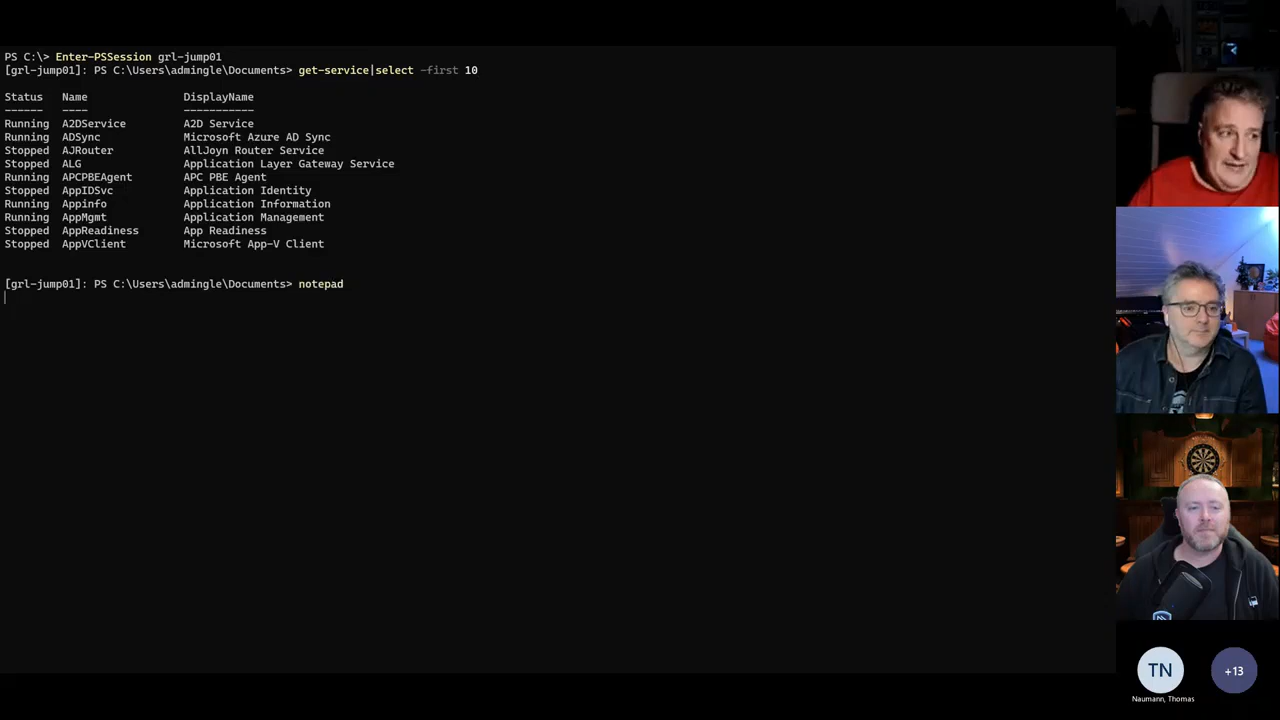 PS C:\> Enter-PSSession grl-jump01
[grl-jump01]: PS C:\Users\admingle\Documents> get-service|select -first 10
Status Name DisplayName
------ ---- -----------
Running A2DService A2D Service
Running ADSync Microsoft Azure AD Sync
Stopped AJRouter AllJoyn Router Service
Stopped ALG Application Layer Gateway Service
Running APCPBEAgent APC PBE Agent
Stopped AppIDSvc Application Identity
Running Appinfo Application Information
Running AppMgmt Application Management
Stopped AppReadiness App Readiness
Stopped AppVClient Microsoft App-V Client
[grl-jump01]: PS C:\Users\admingle\Documents> notepad
TN
+13
Naumann, Thomas